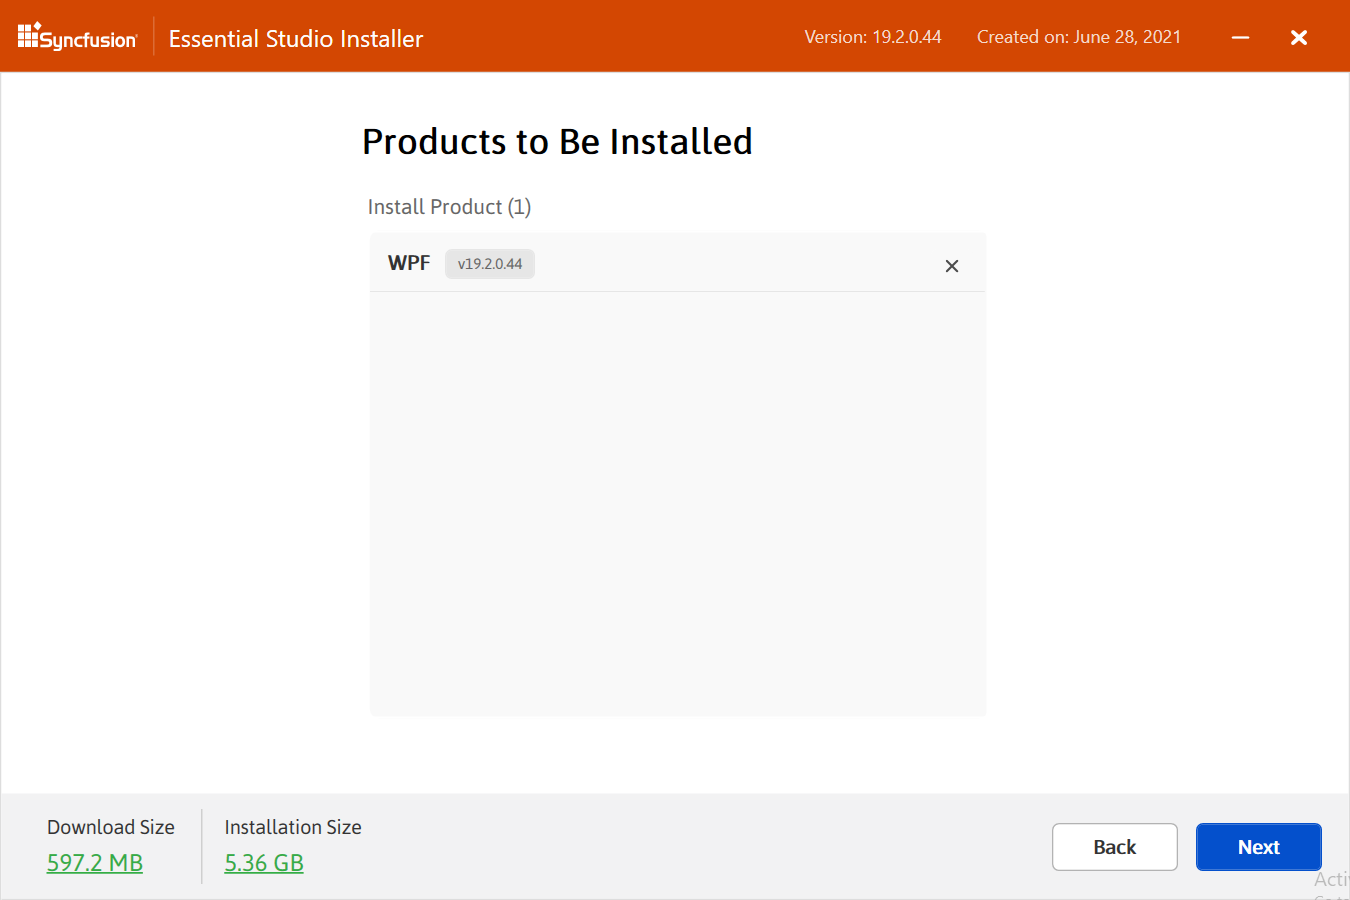 Syncfusion
Essential Studio Installer
Version: 19.2.0.44
Created on: June 28, 2021
Products to Be Installed
Install Product (1)
WPF
v19.2.0.44
Download Size
597.2 MB
Installation Size
5.36 GB
Back
Next
Acti